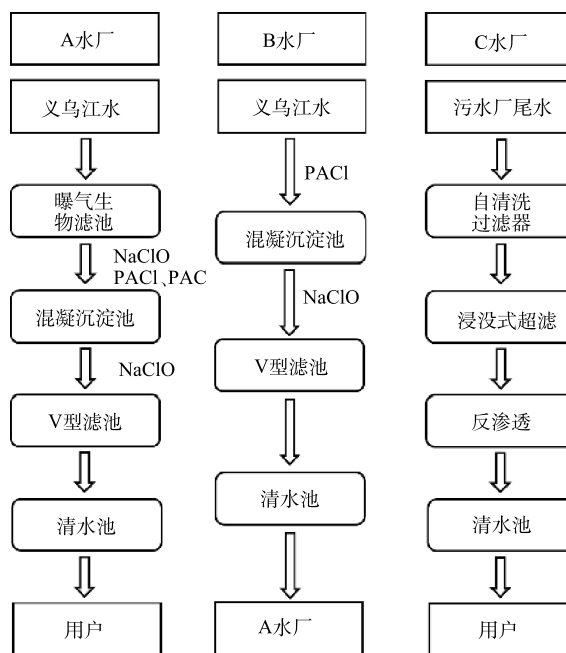 A水厂
义乌江水
曝气生
物滤池
NaClO
PACl、PAC
混凝沉淀池
NaClO
V型滤池
清水池
用户
B水厂
义乌江水
PACl
混凝沉淀池
NaClO
V型滤池
清水池
A水厂
C水厂
污水厂尾水
自清洗
过滤器
浸没式超滤
反渗透
清水池
用户